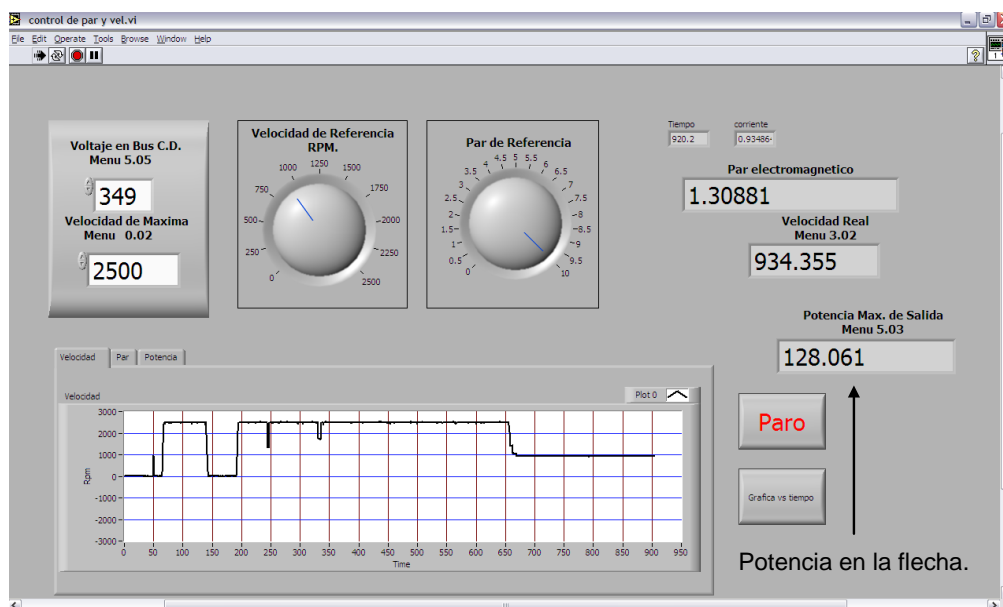 control de par y vel.vi
File Edit Operate Tools Browse Window Help
Voltaje en Bus C.D.
Menu 5.05
349
Velocidad de Maxima
Menu 0.02
2500
Velocidad de Referencia
RPM.
0 250 500 750 1000 1250 1500 1750 2000 2250 2500
Par de Referencia
0 0.5 1 1.5 2 2.5 3 3.5 4 4.5 5 5.5 6 6.5 7 7.5 8 8.5 9 9.5 10
Tiempo
920.2
corriente
0.93486
Par electromagnetico
1.30881
Velocidad Real
Menu 3.02
934.355
Potencia Max. de Salida
Menu 5.03
128.061
Velocidad Par Potencia
Velocidad
Plot 0
3000
2000
1000
0
-1000
-2000
-3000
Rpm
0 50 100 150 200 250 300 350 400 450 500 550 600 650 700 750 800 850 900 950
Time
Paro
Grafica vs tiempo
Potencia en la flecha.